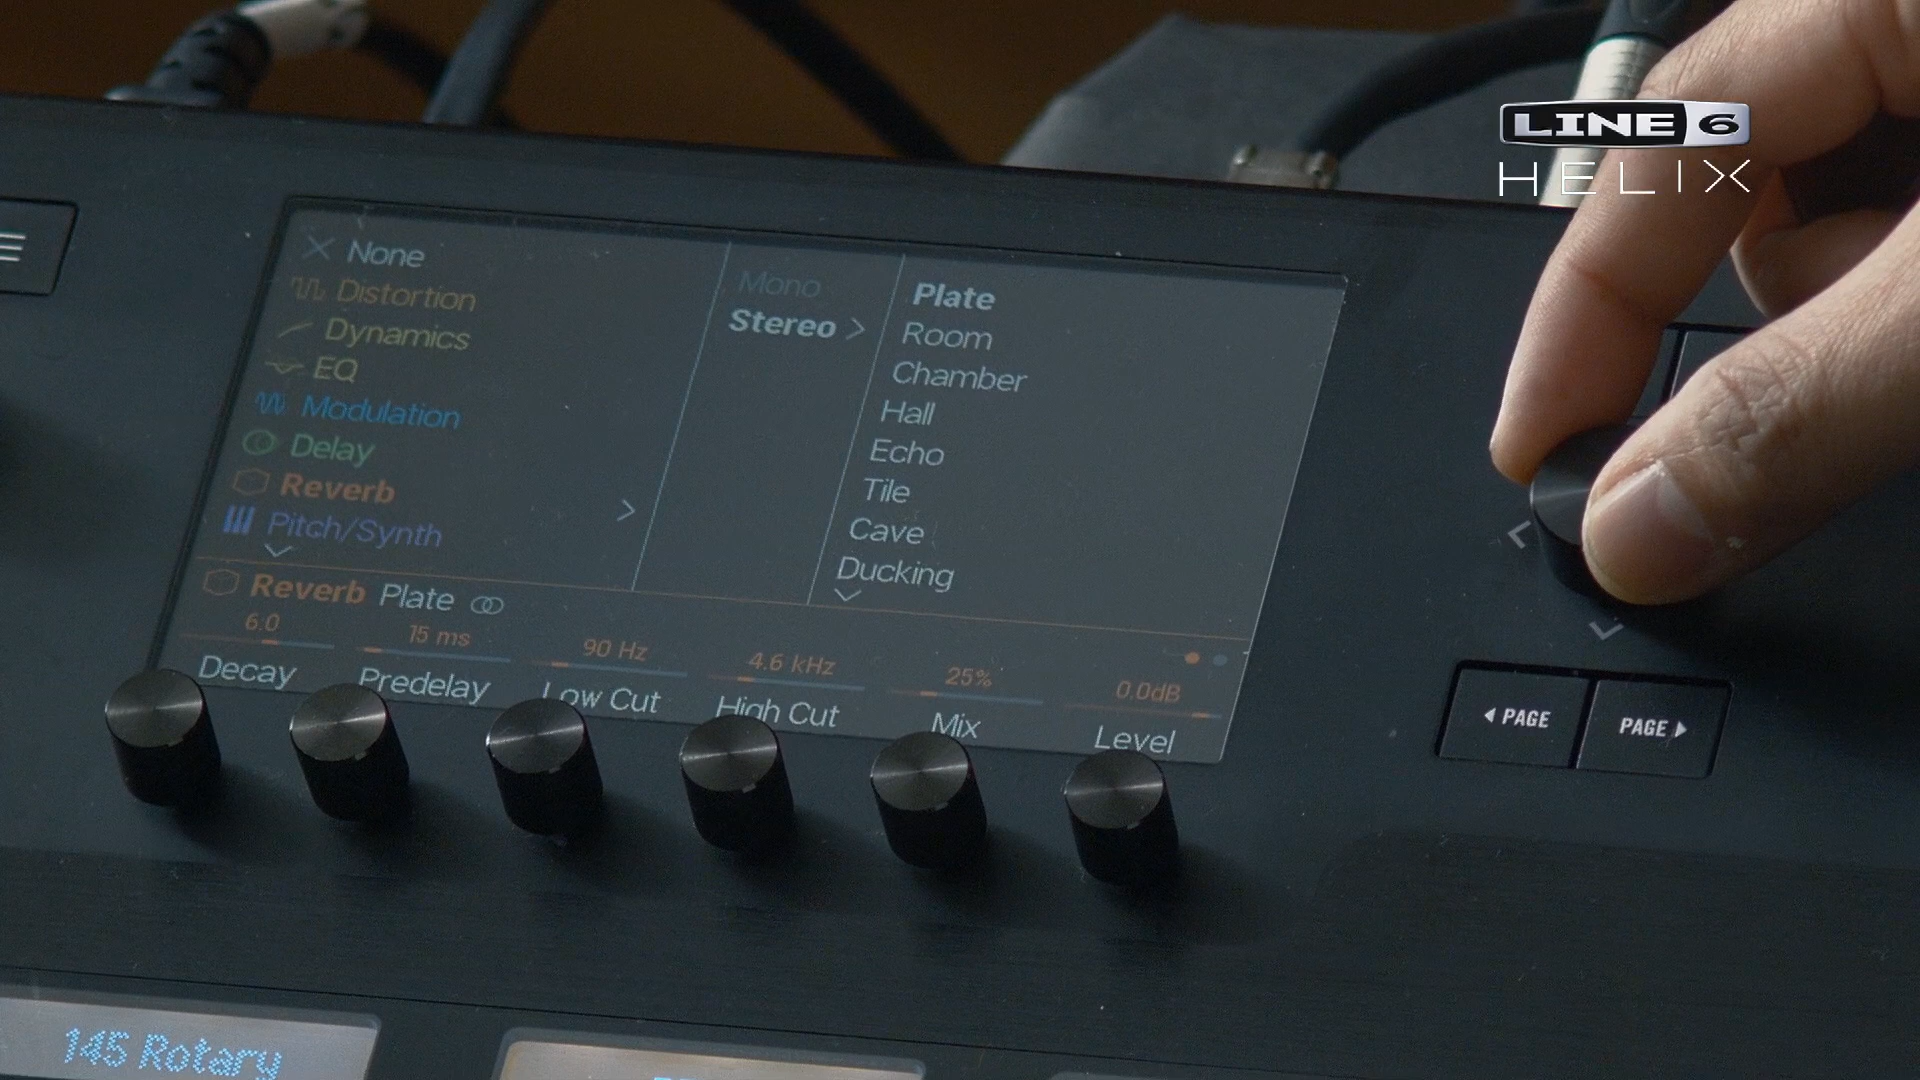 LINE 6
HELIX
None
Distortion
Dynamics
EQ
Modulation
Delay
Reverb
Pitch/Synth
Mono
Stereo
Plate
Room
Chamber
Hall
Echo
Tile
Cave
Ducking
Reverb Plate
6.0 15 ms 90 Hz 4.6 kHz 25% 0.0dB
Decay Predelay Low Cut High Cut Mix Level
PAGE PAGE
145 Rotary